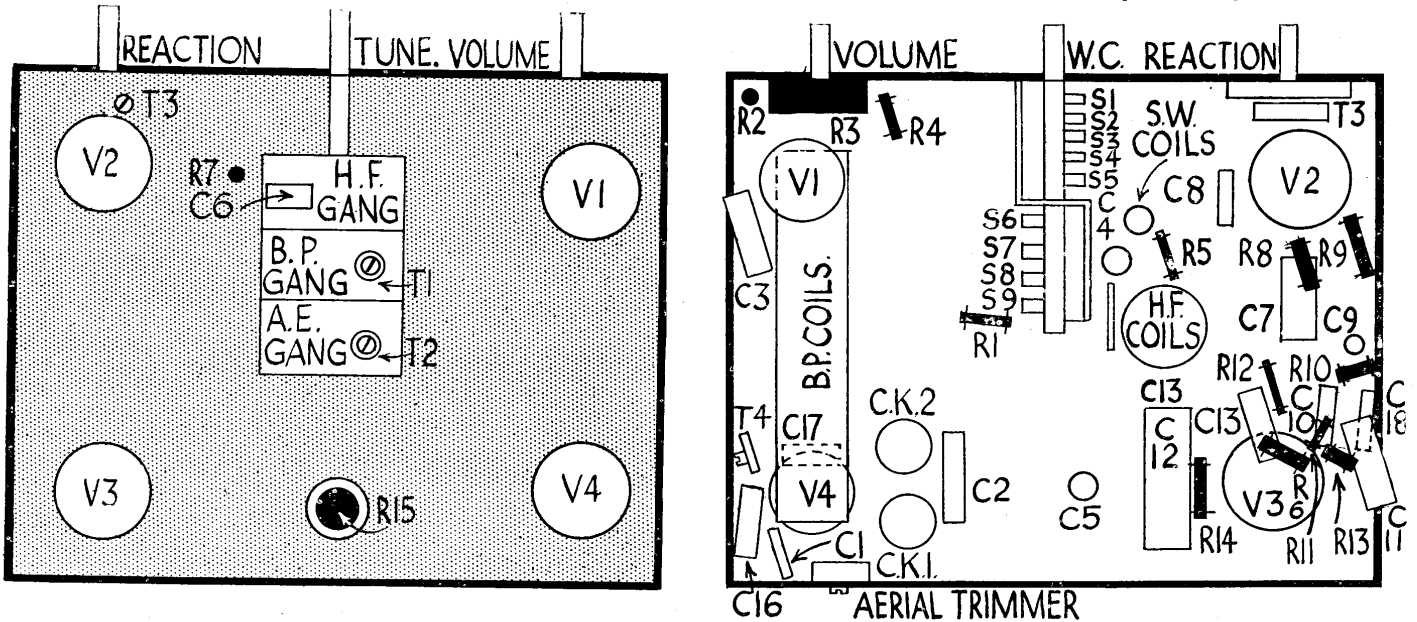 REACTION
TUNE. VOLUME
T3
V2
R7
C6
H.F.
GANG
V1
B.P.
GANG
T1
A.E.
GANG
T2
V3
R15
V4
VOLUME
W.C. REACTION
R2
R3
R4
S1
S2
S3
S4
S5
S.W.
COILS
T3
V1
C
4
C8
V2
S6
S7
S8
S9
R5
R8
R9
C3
B.P. COILS.
R1
H.F.
COILS
C7
C9
R12
R10
C13
C.K.2
T4
C17
C
12
C13
C
10
C
18
V4
C2
C5
V3
R
6
C1
C.K.1.
R14
R11
R13
C
11
C16
AERIAL TRIMMER